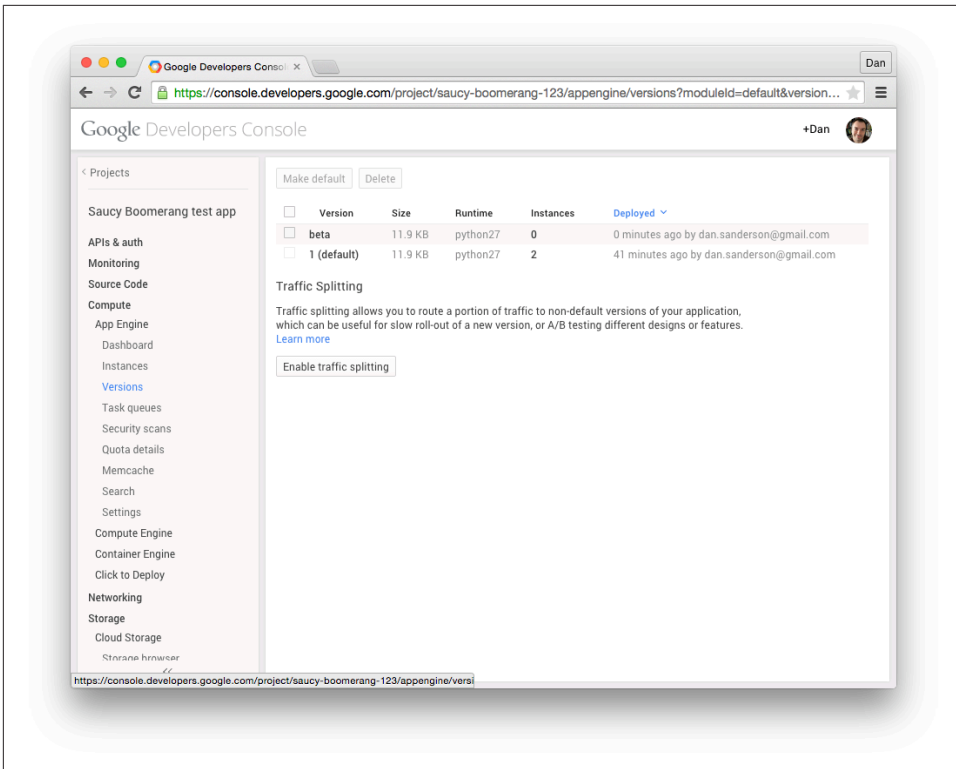 Google Developers Consol ×
Dan
https://console.developers.google.com/project/saucy-boomerang-123/appengine/versions?moduleId=default&version...
Google Developers Console
+Dan
< Projects
Saucy Boomerang test app
APIs & auth
Monitoring
Source Code
Compute
App Engine
Dashboard
Instances
Versions
Task queues
Security scans
Quota details
Memcache
Search
Settings
Compute Engine
Container Engine
Click to Deploy
Networking
Storage
Cloud Storage
Storage browser
Make default Delete
Version Size Runtime Instances Deployed
beta 11.9 KB python27 0 0 minutes ago by dan.sanderson@gmail.com
1 (default) 11.9 KB python27 2 41 minutes ago by dan.sanderson@gmail.com
Traffic Splitting
Traffic splitting allows you to route a portion of traffic to non-default versions of your application,
which can be useful for slow roll-out of a new version, or A/B testing different designs or features.
Learn more
Enable traffic splitting
https://console.developers.google.com/project/saucy-boomerang-123/appengine/versi